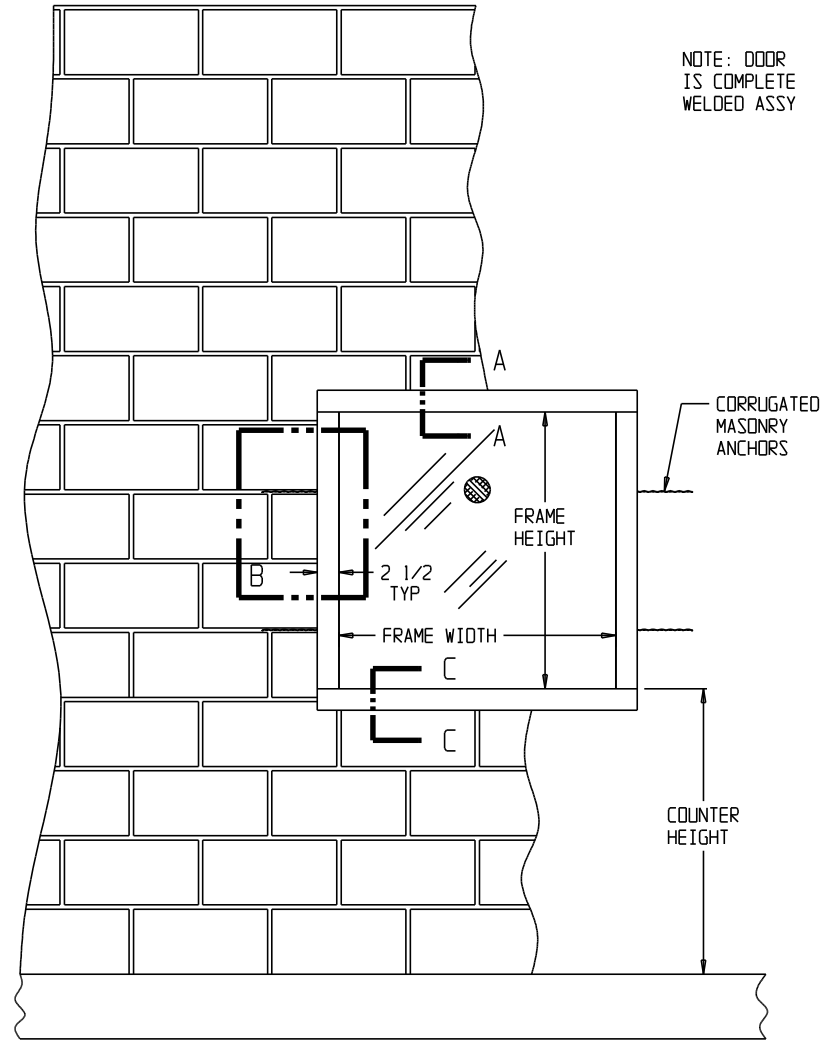 NOTE: DOOR
IS COMPLETE
WELDED ASSY
A
CORRUGATED
MASONRY
ANCHORS
A
FRAME
HEIGHT
B
2 1/2
TYP
FRAME WIDTH
C
C
COUNTER
HEIGHT